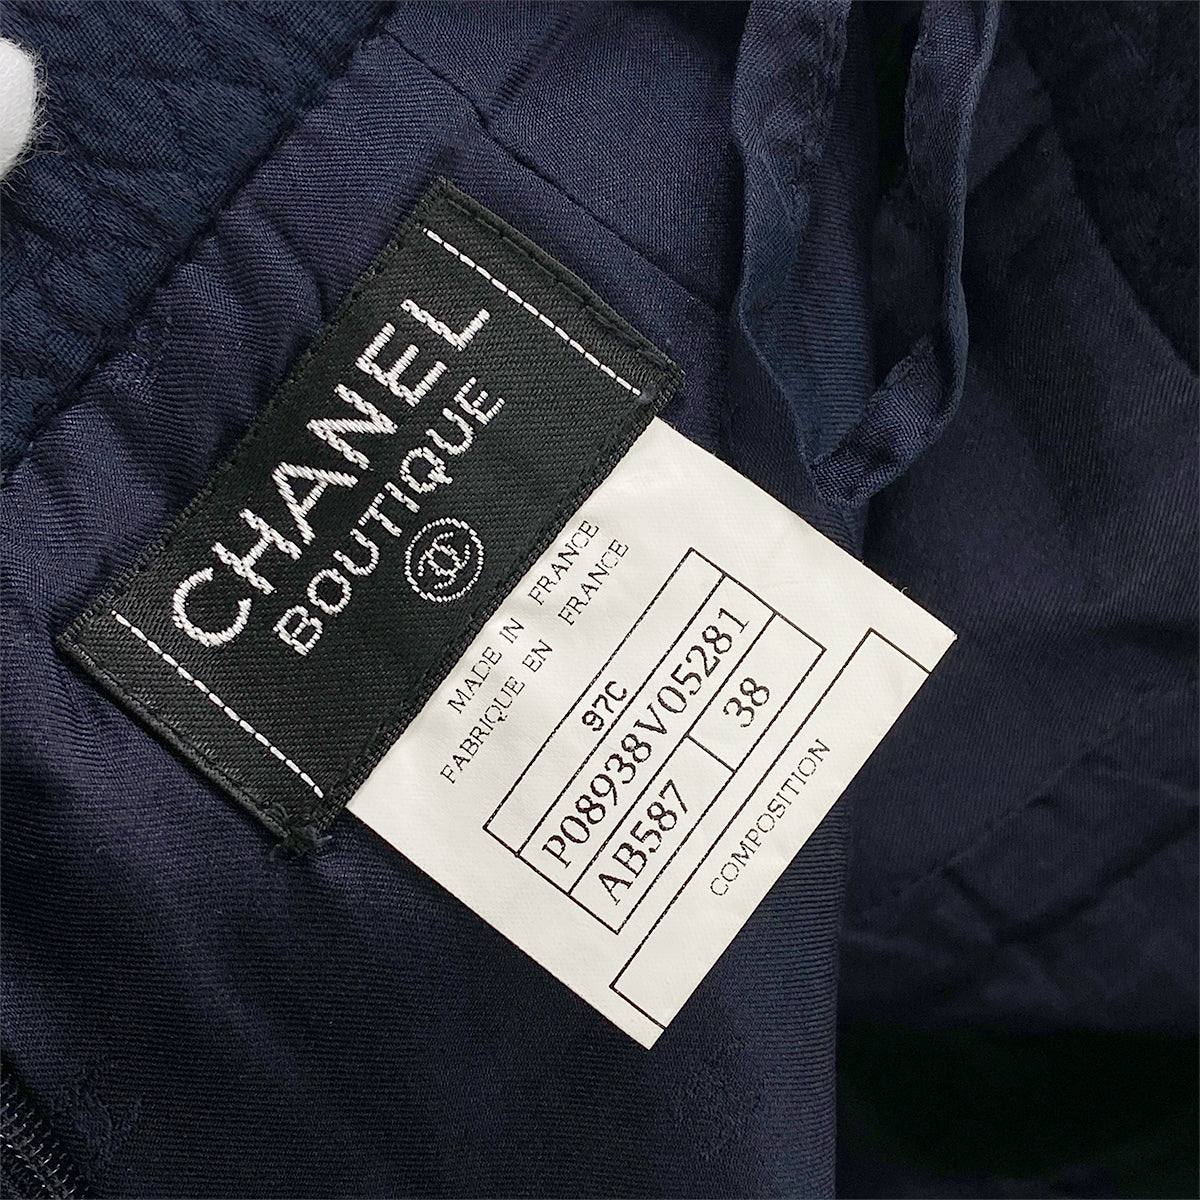 CHANEL
BOUTIQUE
MADE IN FRANCE
FABRIQUE EN FRANCE
97C
P08938V05281
AB587 38
COMPOSITION